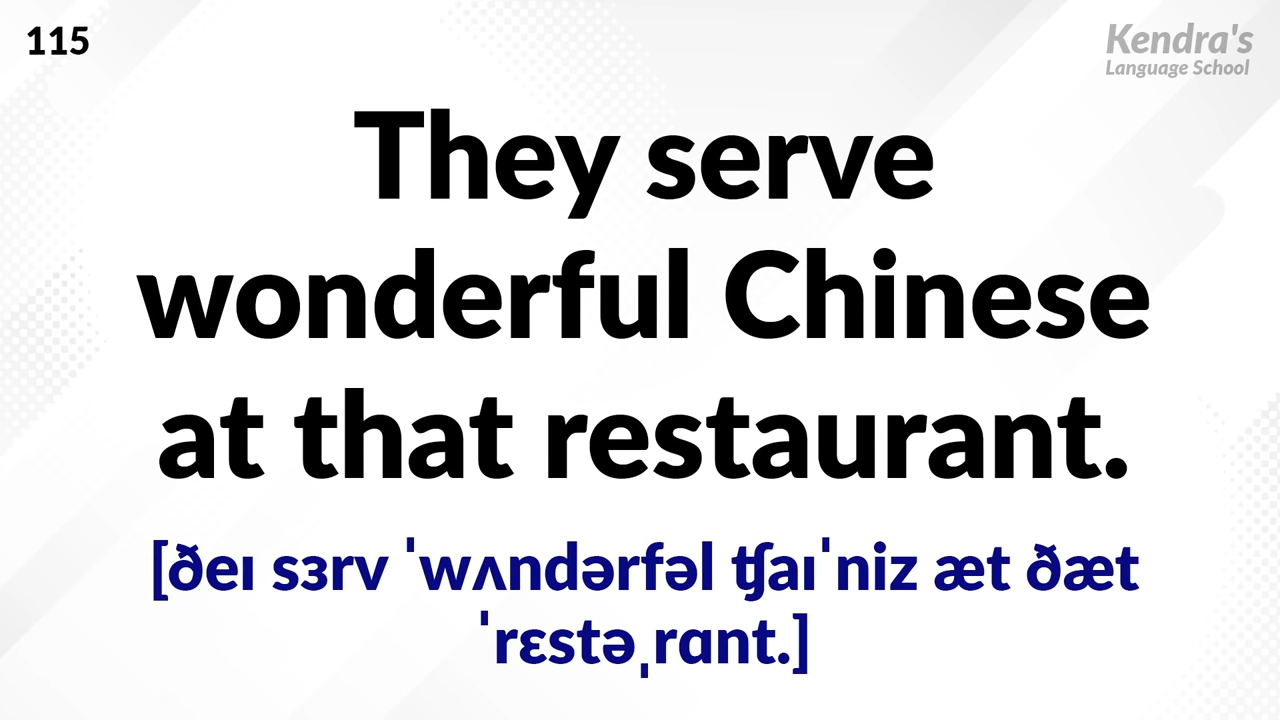 115
Kendra's
Language School
They serve
wonderful Chinese
at that restaurant.
[ðeɪ sɜrv ˈwʌndərfəl ʧaɪˈniz æt ðæt
ˈrɛstəˌrɑnt.]